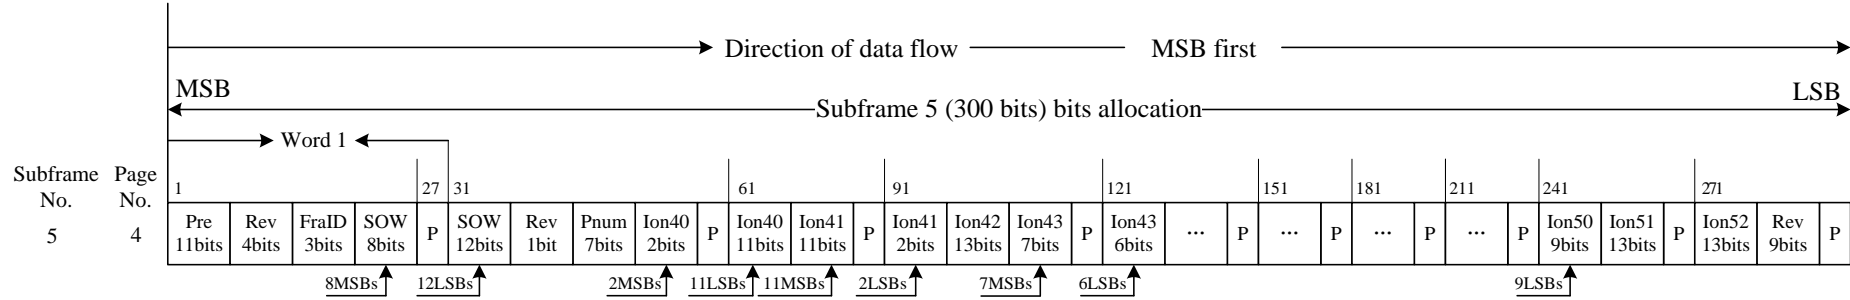 Direction of data flow MSB first
MSB LSB
Subframe 5 (300 bits) bits allocation
Word 1
Subframe No. Page No.
1 27 31 61 91 121 151 181 211 241 271
5 4
Pre 11bits
Rev 4bits
FraID 3bits
SOW 8bits
P
SOW 12bits
Rev 1bit
Pnum 7bits
Ion40 2bits
P
Ion40 11bits
Ion41 11bits
P
Ion41 2bits
Ion42 13bits
Ion43 7bits
P
Ion43 6bits
...
P
...
P
...
P
...
P
Ion50 9bits
Ion51 13bits
P
Ion52 13bits
Rev 9bits
P
8MSBs 12LSBs 2MSBs 11LSBs 11MSBs 2LSBs 7MSBs 6LSBs 9LSBs